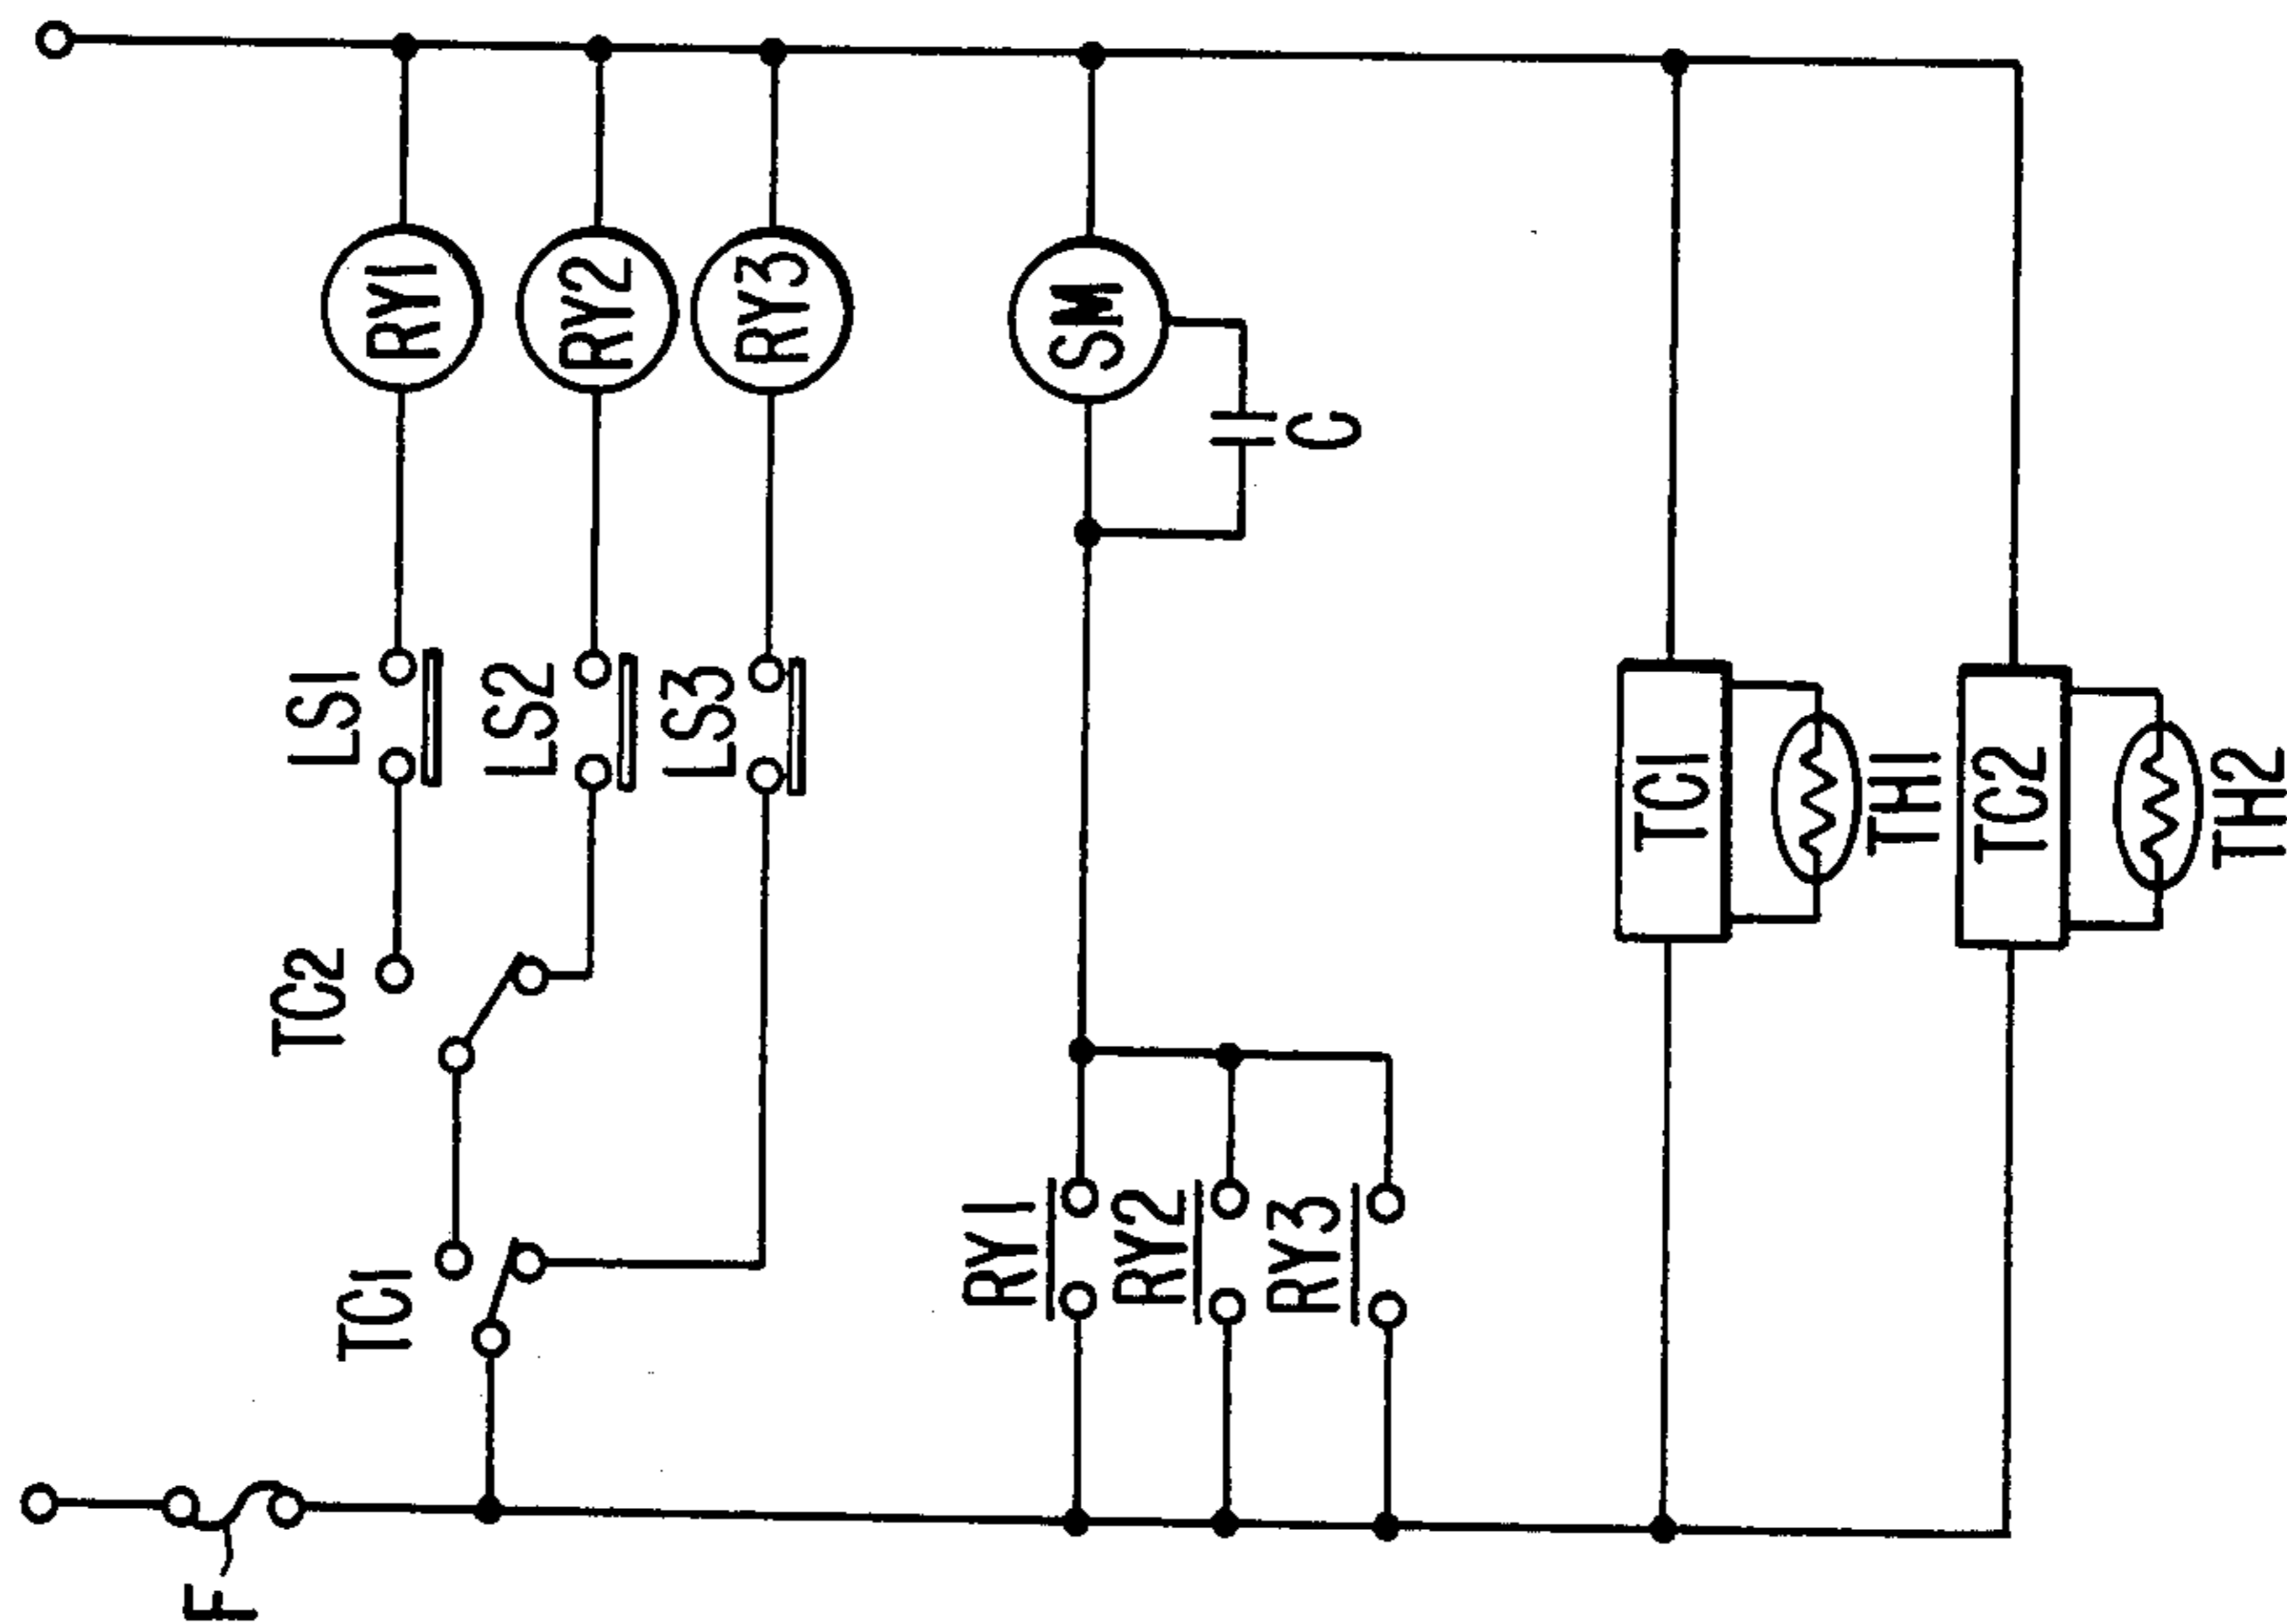 F
TC1
TC2
LS1
RY1
LS2
RY2
LS3
RY3
RY1
RY2
RY3
SM
C
TC1
TH1
TC2
TH2